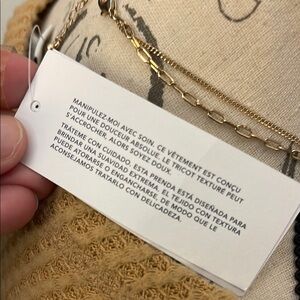 MANIPULEZ-MOI AVEC SOIN. CE VÊTEMENT EST CONÇU
POUR UNE DOUCEUR ABSOLUE. LE TRICOT TEXTURÉ PEUT
S'ACCROCHER. ALORS SOYEZ DOUX.
TRÁTEME CON CUIDADO. ESTA PRENDA ESTÁ DISEÑADA PARA
BRINDAR UNA SUAVIDAD EXTREMA. EL TEJIDO CON TEXTURA
PUEDE ATORARSE O ENGANCHARSE, DE MODO QUE LE
ACONSEJAMOS TRATARLO CON DELICADEZA.